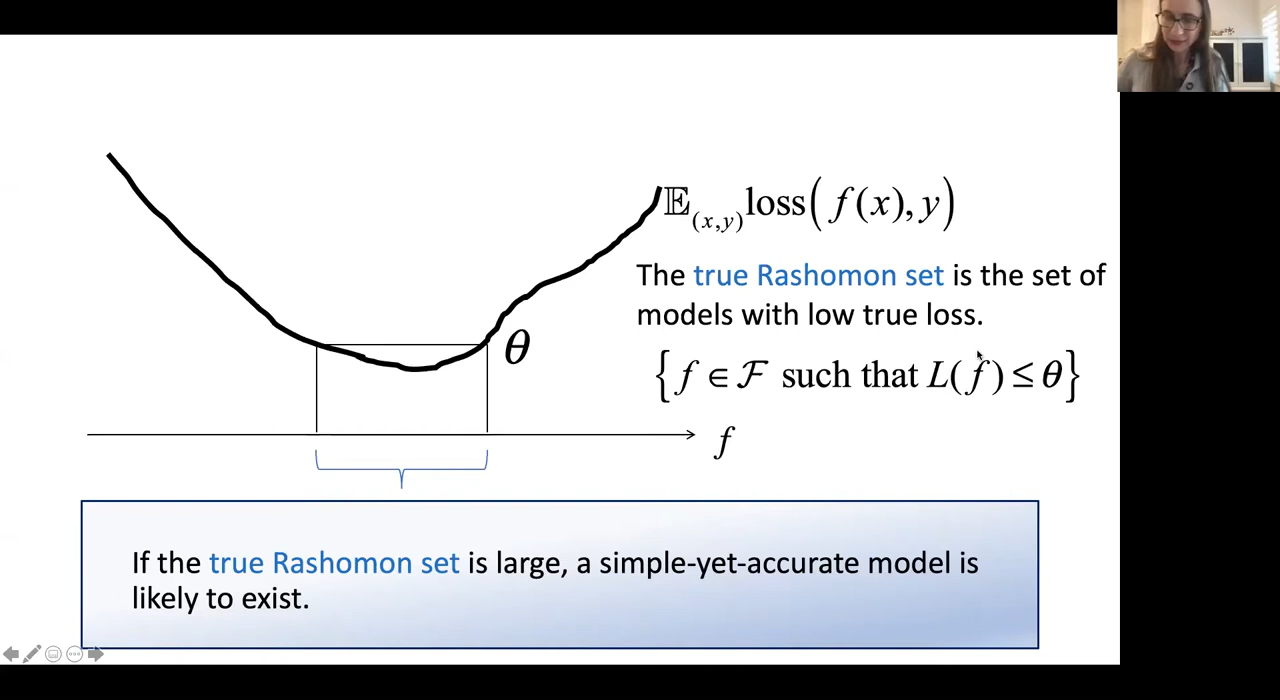 𝔼₍ₓ,ᵧ₎loss(f(x), y)
The true Rashomon set is the set of
models with low true loss.
θ
{f ∈ ℱ such that L(f) ≤ θ}
f
If the true Rashomon set is large, a simple-yet-accurate model is
likely to exist.